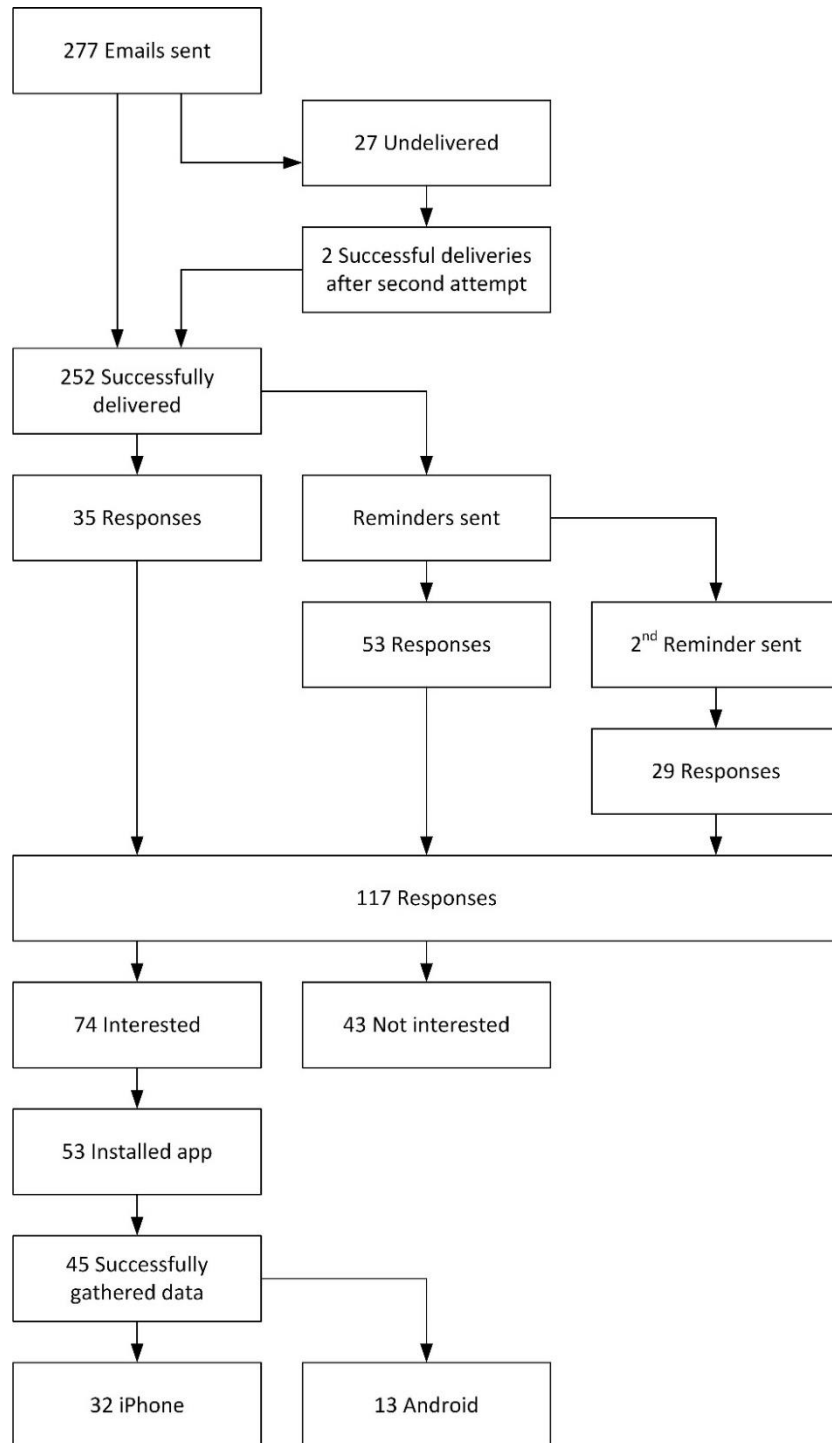 277 Emails sent
27 Undelivered
2 Successful deliveries
after second attempt
252 Successfully
delivered
35 Responses
Reminders sent
53 Responses
2nd Reminder sent
29 Responses
117 Responses
74 Interested
43 Not interested
53 Installed app
45 Successfully
gathered data
32 iPhone
13 Android